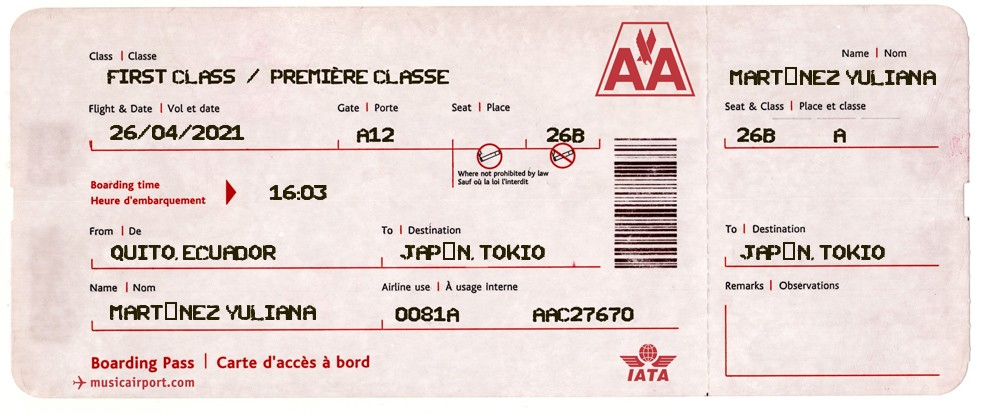 Class | Classe
FIRST CLASS / PREMIÈRE CLASSE
Flight & Date | Vol et date
Gate | Porte
Seat | Place
26/04/2021
A12
26B
Where not prohibited by law
Sauf où la loi l'interdit
Boarding time
Heure d'embarquement
16:03
From | De
To | Destination
QUITO, ECUADOR
JAP▯N, TOKIO
Name | Nom
Airline use | À usage interne
MART▯NEZ YULIANA
0081A
AAC27670
Boarding Pass | Carte d'accès à bord
musicairport.com
AA
IATA
Name | Nom
MART▯NEZ YULIANA
Seat & Class | Place et classe
26B
A
To | Destination
JAP▯N, TOKIO
Remarks | Observations